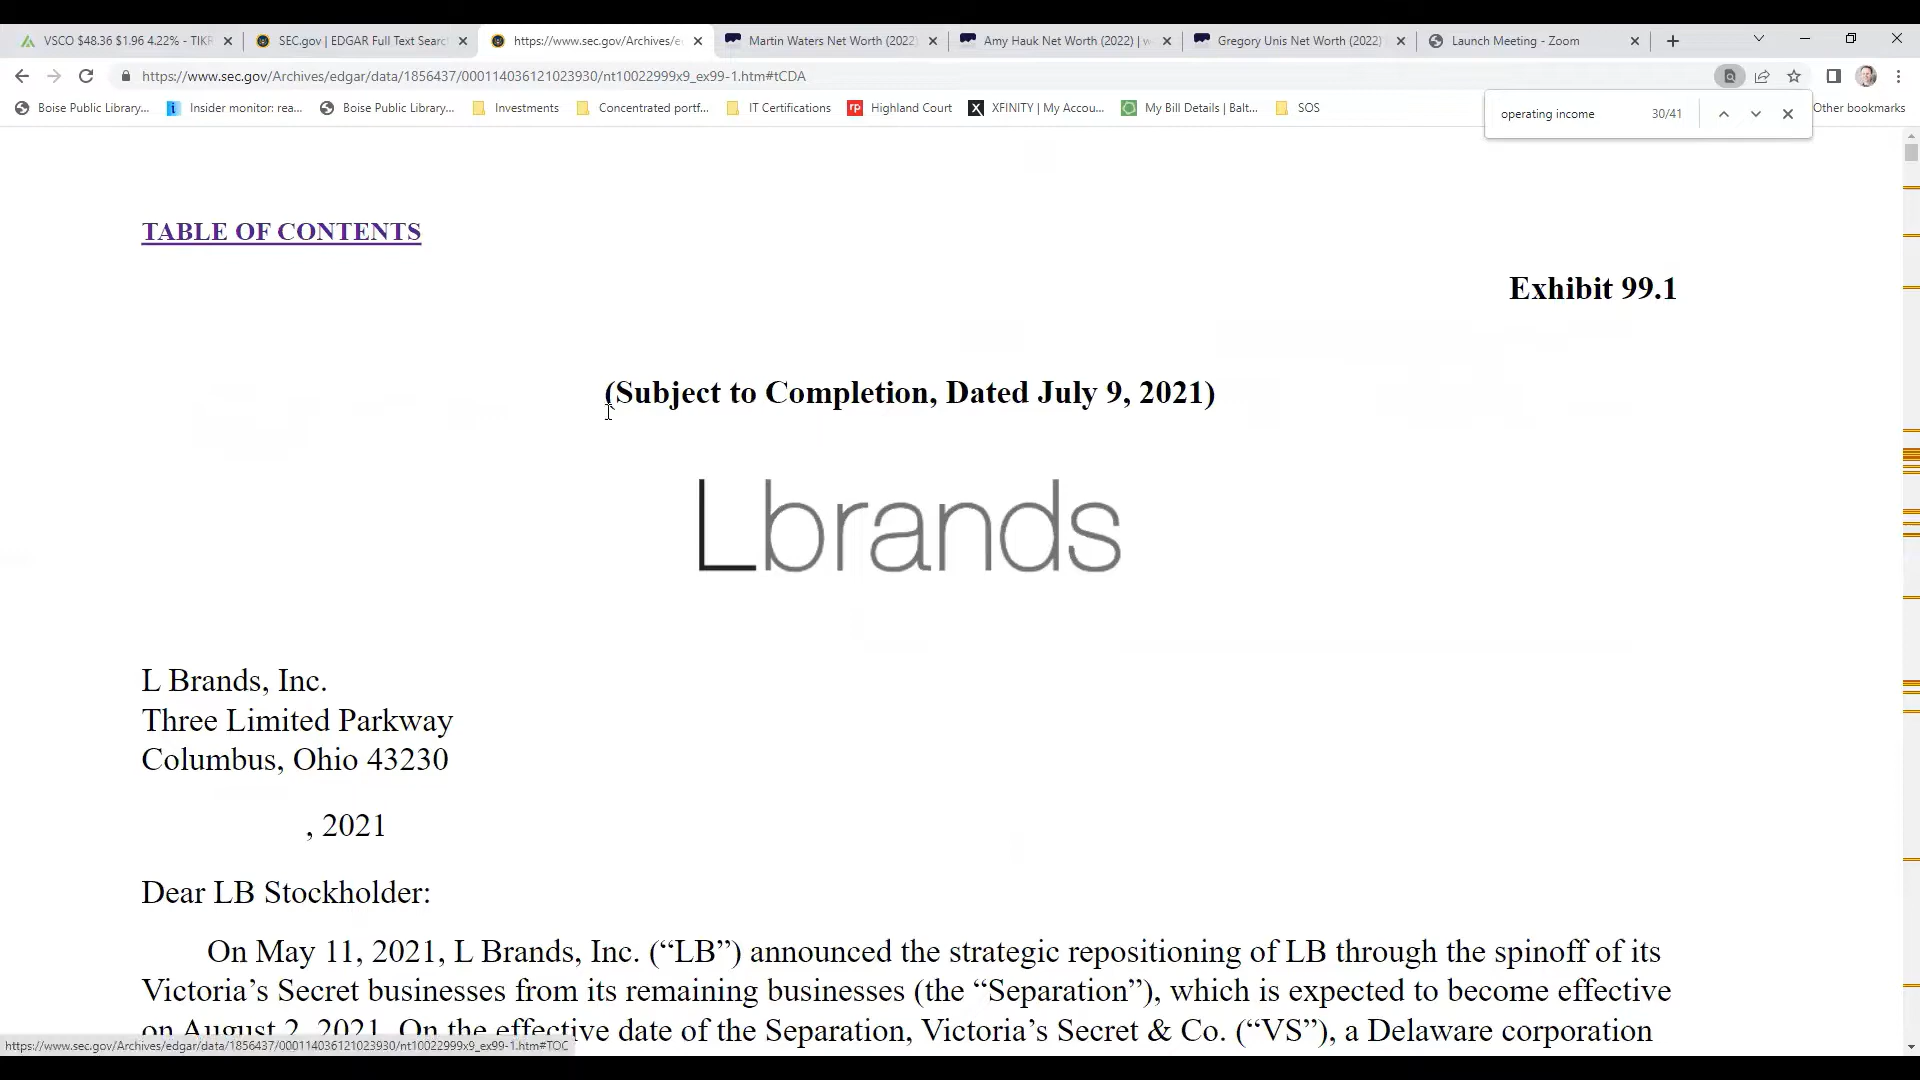 VSCO $48.36 $1.96 4.22% - TIKR
SEC.gov | EDGAR Full Text Searc
https://www.sec.gov/Archives/e
Martin Waters Net Worth (2022)
Amy Hauk Net Worth (2022) | w
Gregory Unis Net Worth (2022)
Launch Meeting - Zoom
https://www.sec.gov/Archives/edgar/data/1856437/000114036121023930/nt10022999x9_ex99-1.htm#tCDA
Boise Public Library...
Insider monitor: rea...
Boise Public Library...
Investments
Concentrated portf...
IT Certifications
rp
Highland Court
XFINITY | My Accou...
My Bill Details | Balt...
SOS
Other bookmarks
operating income 30/41
TABLE OF CONTENTS
Exhibit 99.1
(Subject to Completion, Dated July 9, 2021)
Lbrands
L Brands, Inc.
Three Limited Parkway
Columbus, Ohio 43230
, 2021
Dear LB Stockholder:
On May 11, 2021, L Brands, Inc. (“LB”) announced the strategic repositioning of LB through the spinoff of its
Victoria’s Secret businesses from its remaining businesses (the “Separation”), which is expected to become effective
on August 2, 2021. On the effective date of the Separation, Victoria’s Secret & Co. (“VS”), a Delaware corporation
https://www.sec.gov/Archives/edgar/data/1856437/000114036121023930/nt10022999x9_ex99-1.htm#TOC